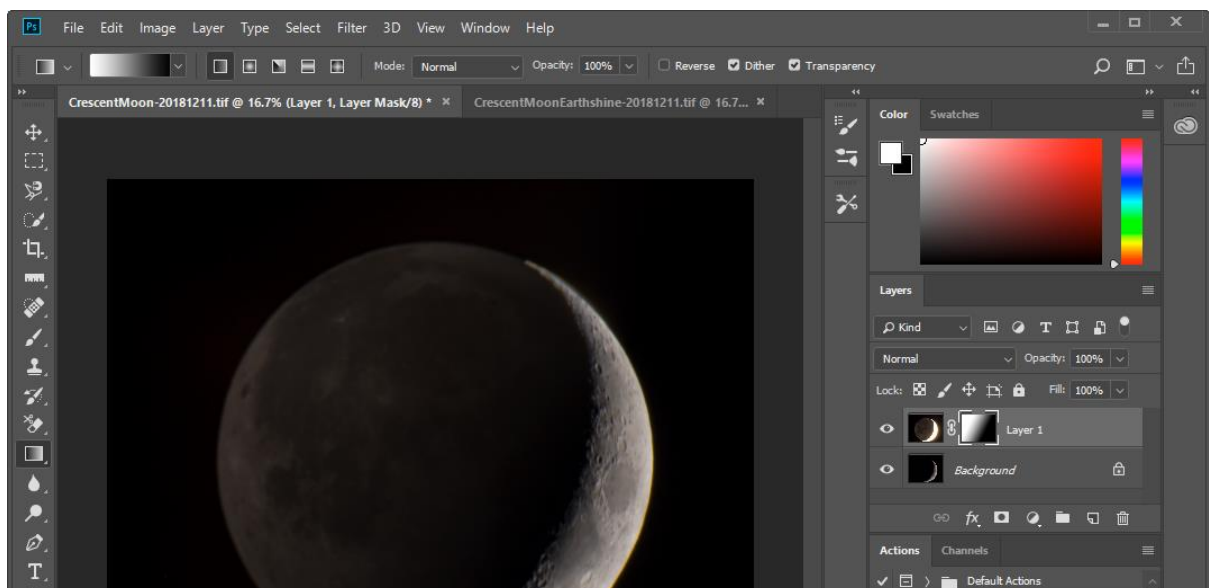 Ps File Edit Image Layer Type Select Filter 3D View Window Help
Mode: Normal Opacity: 100% Reverse Dither Transparency
CrescentMoon-20181211.tif @ 16.7% (Layer 1, Layer Mask/8) * × CrescentMoonEarthshine-20181211.tif @ 16.7... ×
Color Swatches
Layers
Kind
Normal Opacity: 100%
Lock: Fill: 100%
Layer 1
Background
fx
Actions Channels
Default Actions